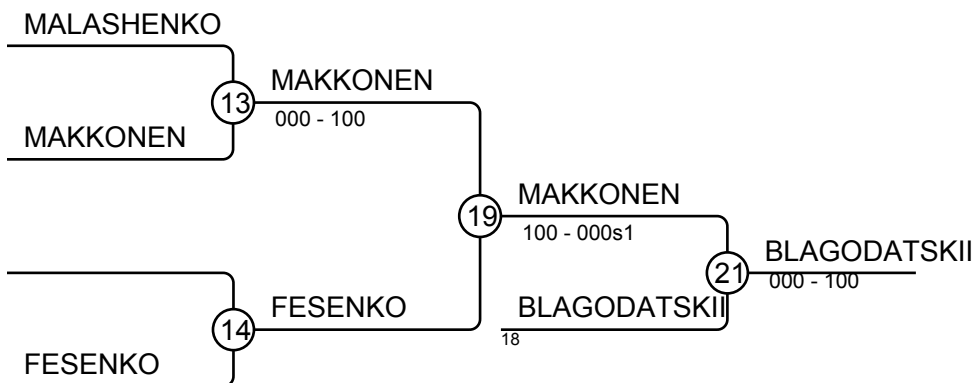 MALASHENKO
13
MAKKONEN
000 - 100
MAKKONEN
19
MAKKONEN
100 - 000s1
21
BLAGODATSKII
000 - 100
BLAGODATSKII
18
14
FESENKO
FESENKO